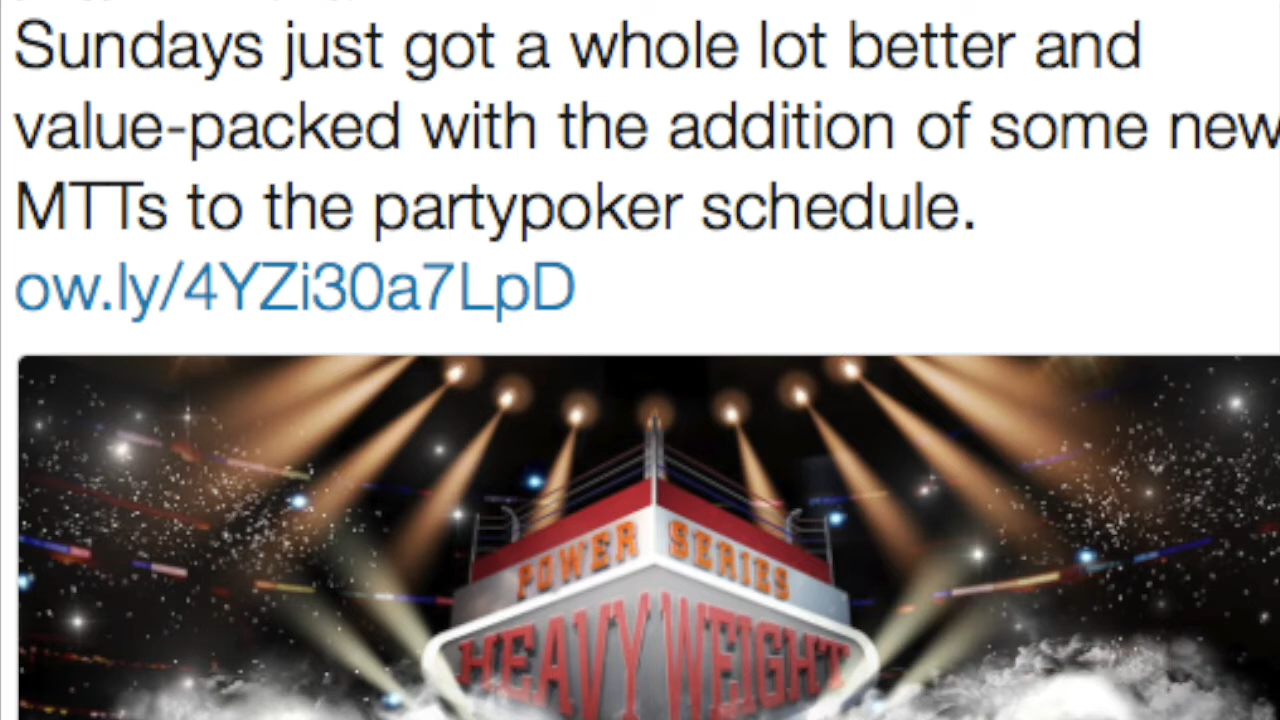 Sundays just got a whole lot better and
value-packed with the addition of some new
MTTs to the partypoker schedule.
ow.ly/4YZi30a7LpD
POWER SERIES
HEAVY WEIGHT